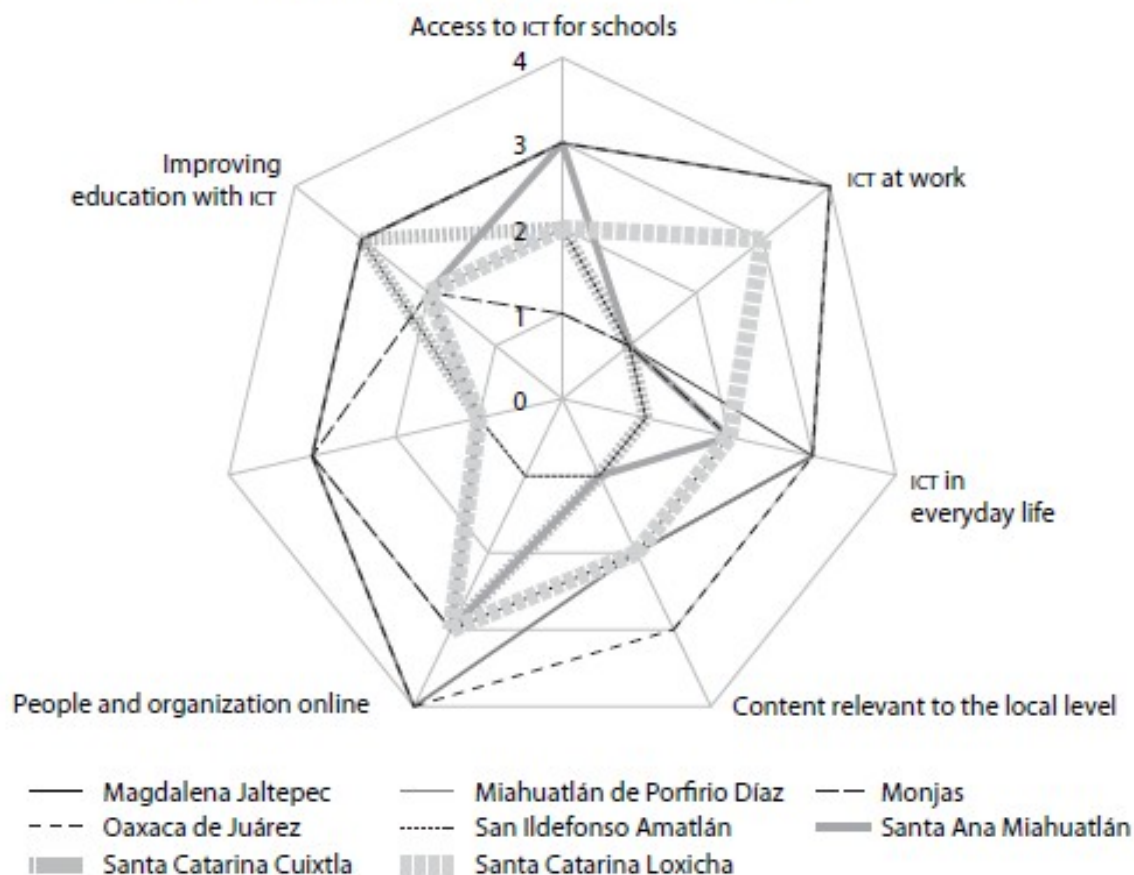 Access to ICT for schools
4
3
2
1
0
Improving
education with ICT
ICT at work
ICT in
everyday life
People and organization online
Content relevant to the local level
Magdalena Jaltepec
Miahuatlán de Porfirio Díaz
Monjas
Oaxaca de Juárez
San Ildefonso Amatlán
Santa Ana Miahuatlán
Santa Catarina Cuixtla
Santa Catarina Loxicha